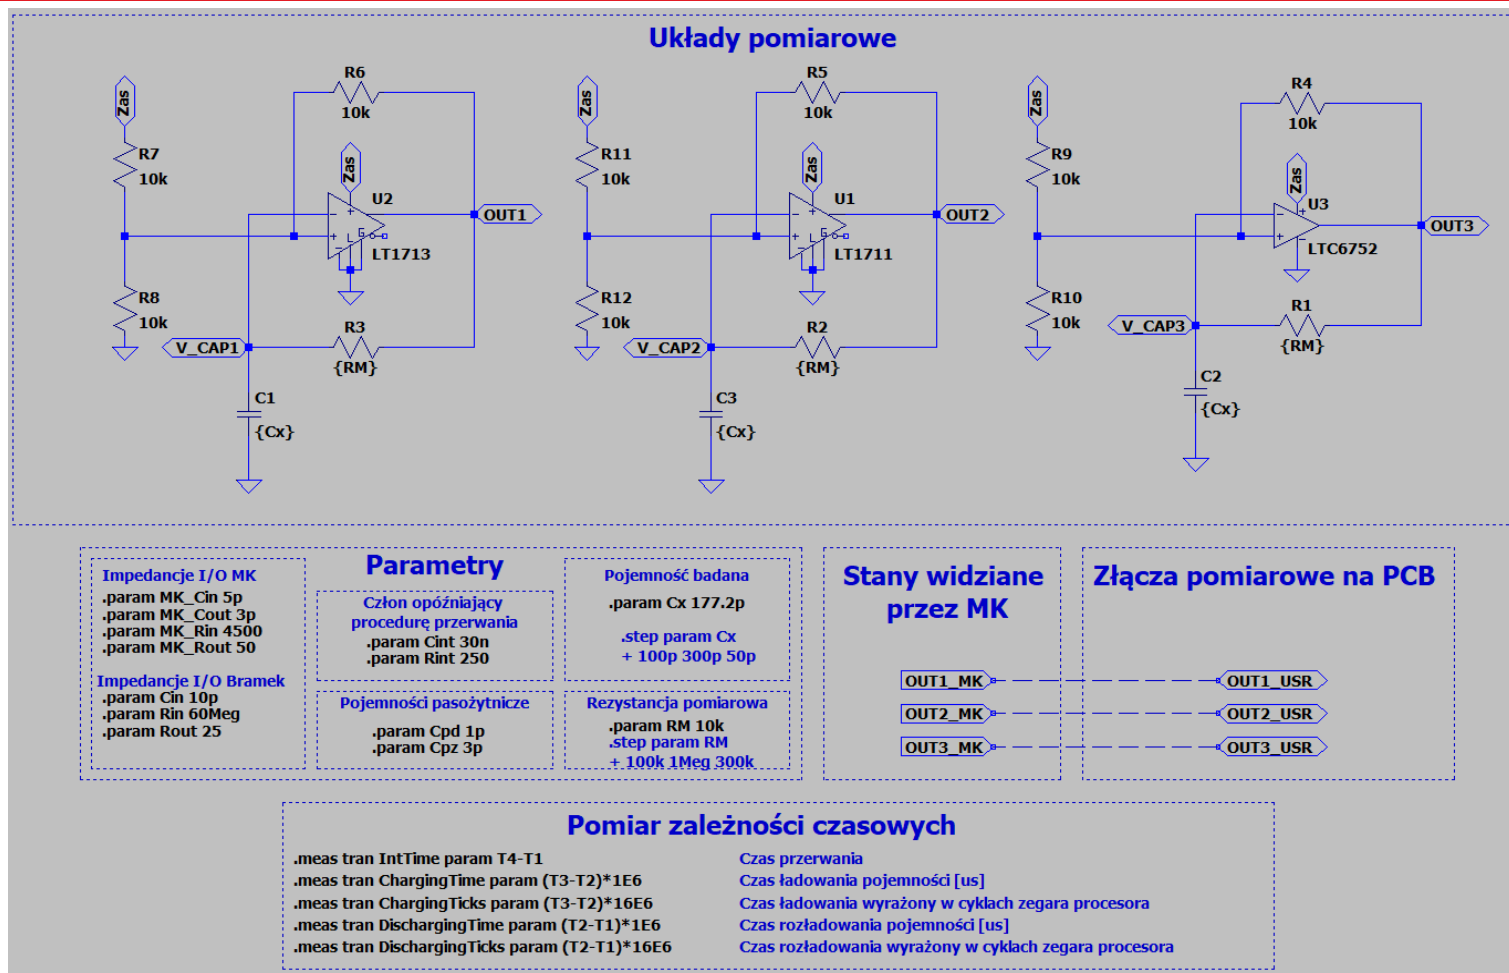 Układy pomiarowe
Zas
R7
10k
R8
10k
R6
10k
Zas
U2
LT1713
OUT1
R3
{RM}
V_CAP1
C1
{Cx}
Zas
R11
10k
R12
10k
R5
10k
Zas
U1
LT1711
OUT2
R2
{RM}
V_CAP2
C3
{Cx}
Zas
R9
10k
R10
10k
R4
10k
Zas
U3
LTC6752
OUT3
R1
{RM}
V_CAP3
C2
{Cx}
Parametry
Impedancje I/O MK
.param MK_Cin 5p
.param MK_Cout 3p
.param MK_Rin 4500
.param MK_Rout 50
Impedancje I/O Bramek
.param Cin 10p
.param Rin 60Meg
.param Rout 25
Człon opóźniający
procedurę przerwania
.param Cint 30n
.param Rint 250
Pojemności pasożytnicze
.param Cpd 1p
.param Cpz 3p
Pojemność badana
.param Cx 177.2p
.step param Cx
+ 100p 300p 50p
Rezystancja pomiarowa
.param RM 10k
.step param RM
+ 100k 1Meg 300k
Stany widziane
przez MK
OUT1_MK
OUT2_MK
OUT3_MK
Złącza pomiarowe na PCB
OUT1_USR
OUT2_USR
OUT3_USR
Pomiar zależności czasowych
.meas tran IntTime param T4-T1 Czas przerwania
.meas tran ChargingTime param (T3-T2)*1E6 Czas ładowania pojemności [us]
.meas tran ChargingTicks param (T3-T2)*16E6 Czas ładowania wyrażony w cyklach zegara procesora
.meas tran DischargingTime param (T2-T1)*1E6 Czas rozładowania pojemności [us]
.meas tran DischargingTicks param (T2-T1)*16E6 Czas rozładowania wyrażony w cyklach zegara procesora